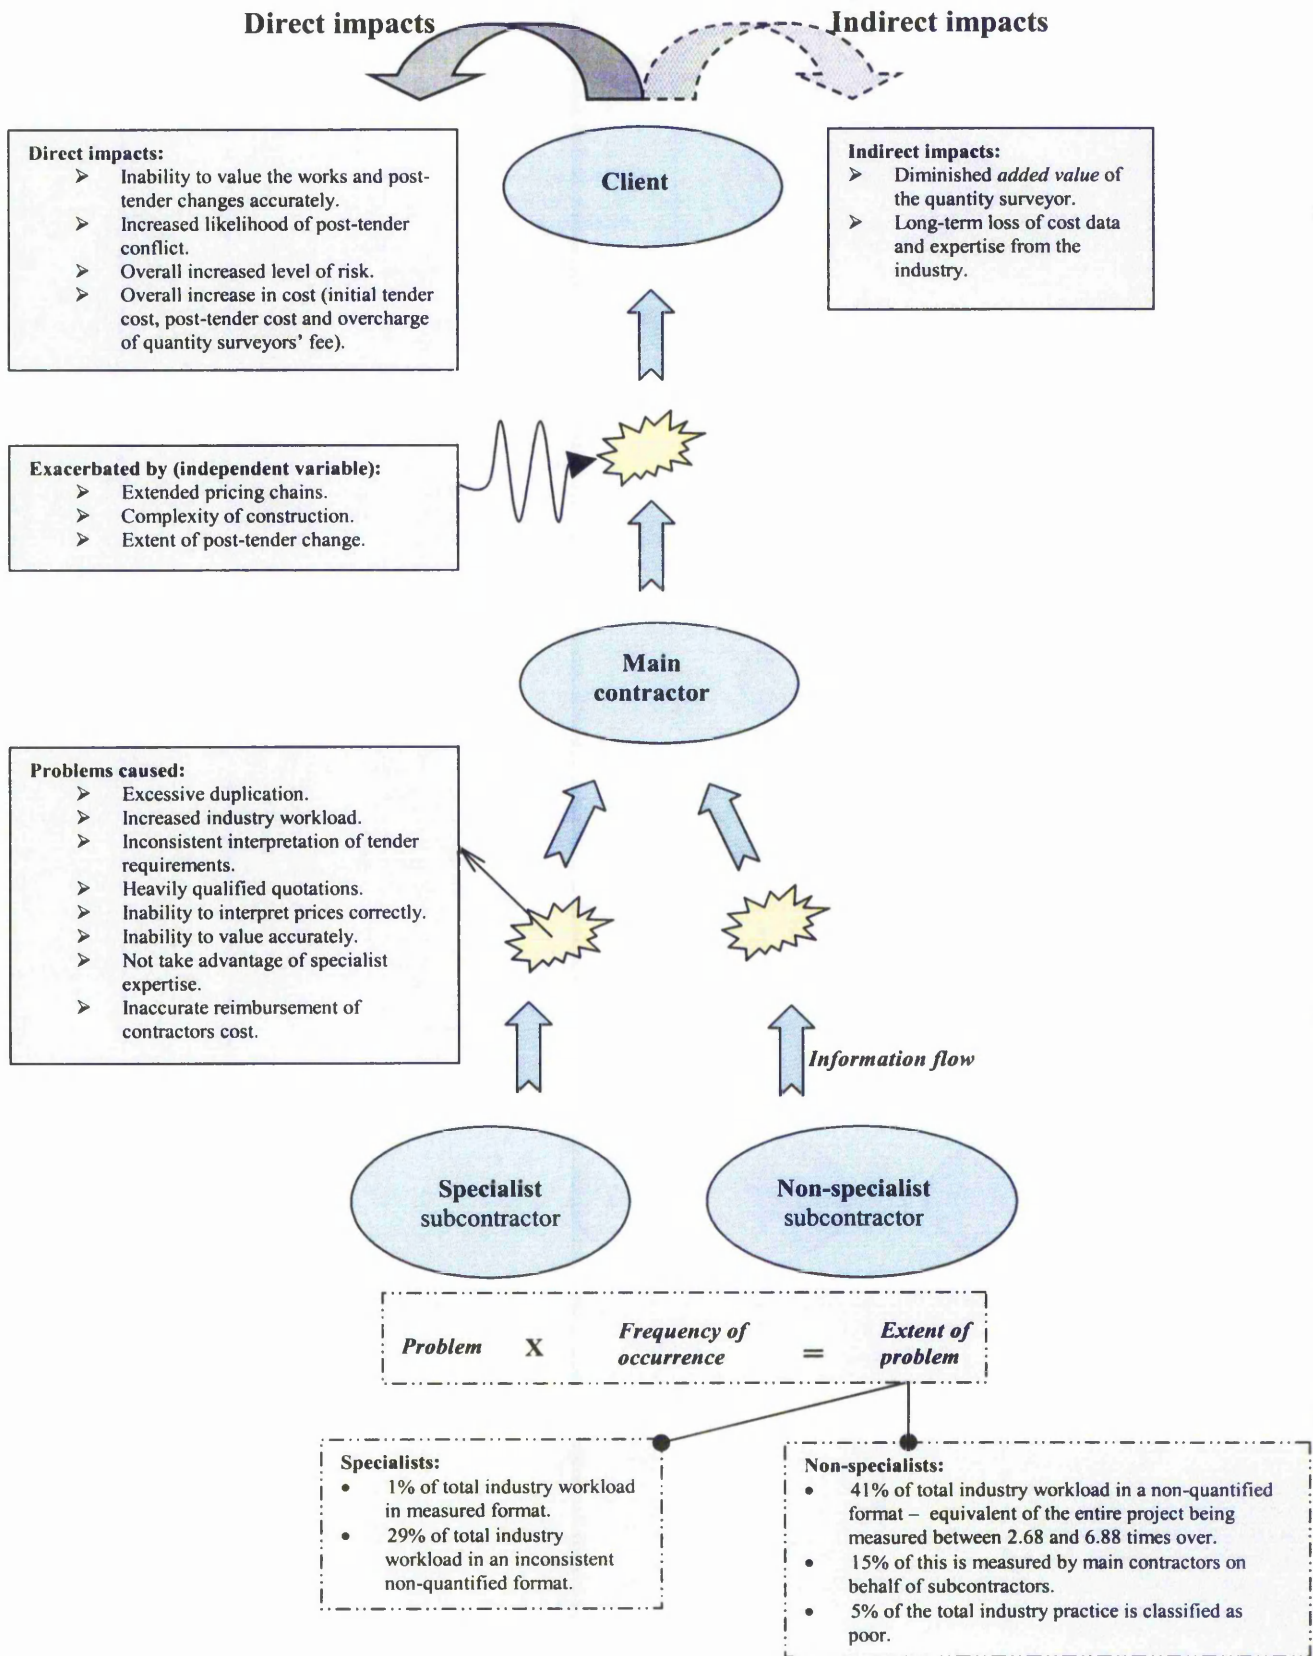 Direct impacts
Indirect impacts
Direct impacts:
➢ Inability to value the works and post-
tender changes accurately.
➢ Increased likelihood of post-tender
conflict.
➢ Overall increased level of risk.
➢ Overall increase in cost (initial tender
cost, post-tender cost and overcharge
of quantity surveyors' fee).
Client
Indirect impacts:
➢ Diminished added value of
the quantity surveyor.
➢ Long-term loss of cost data
and expertise from the
industry.
Exacerbated by (independent variable):
➢ Extended pricing chains.
➢ Complexity of construction.
➢ Extent of post-tender change.
Main
contractor
Problems caused:
➢ Excessive duplication.
➢ Increased industry workload.
➢ Inconsistent interpretation of tender
requirements.
➢ Heavily qualified quotations.
➢ Inability to interpret prices correctly.
➢ Inability to value accurately.
➢ Not take advantage of specialist
expertise.
➢ Inaccurate reimbursement of
contractors cost.
Information flow
Specialist
subcontractor
Non-specialist
subcontractor
Problem X Frequency of
occurrence = Extent of
problem
Specialists:
• 1% of total industry workload
in measured format.
• 29% of total industry
workload in an inconsistent
non-quantified format.
Non-specialists:
• 41% of total industry workload in a non-quantified
format – equivalent of the entire project being
measured between 2.68 and 6.88 times over.
• 15% of this is measured by main contractors on
behalf of subcontractors.
• 5% of the total industry practice is classified as
poor.